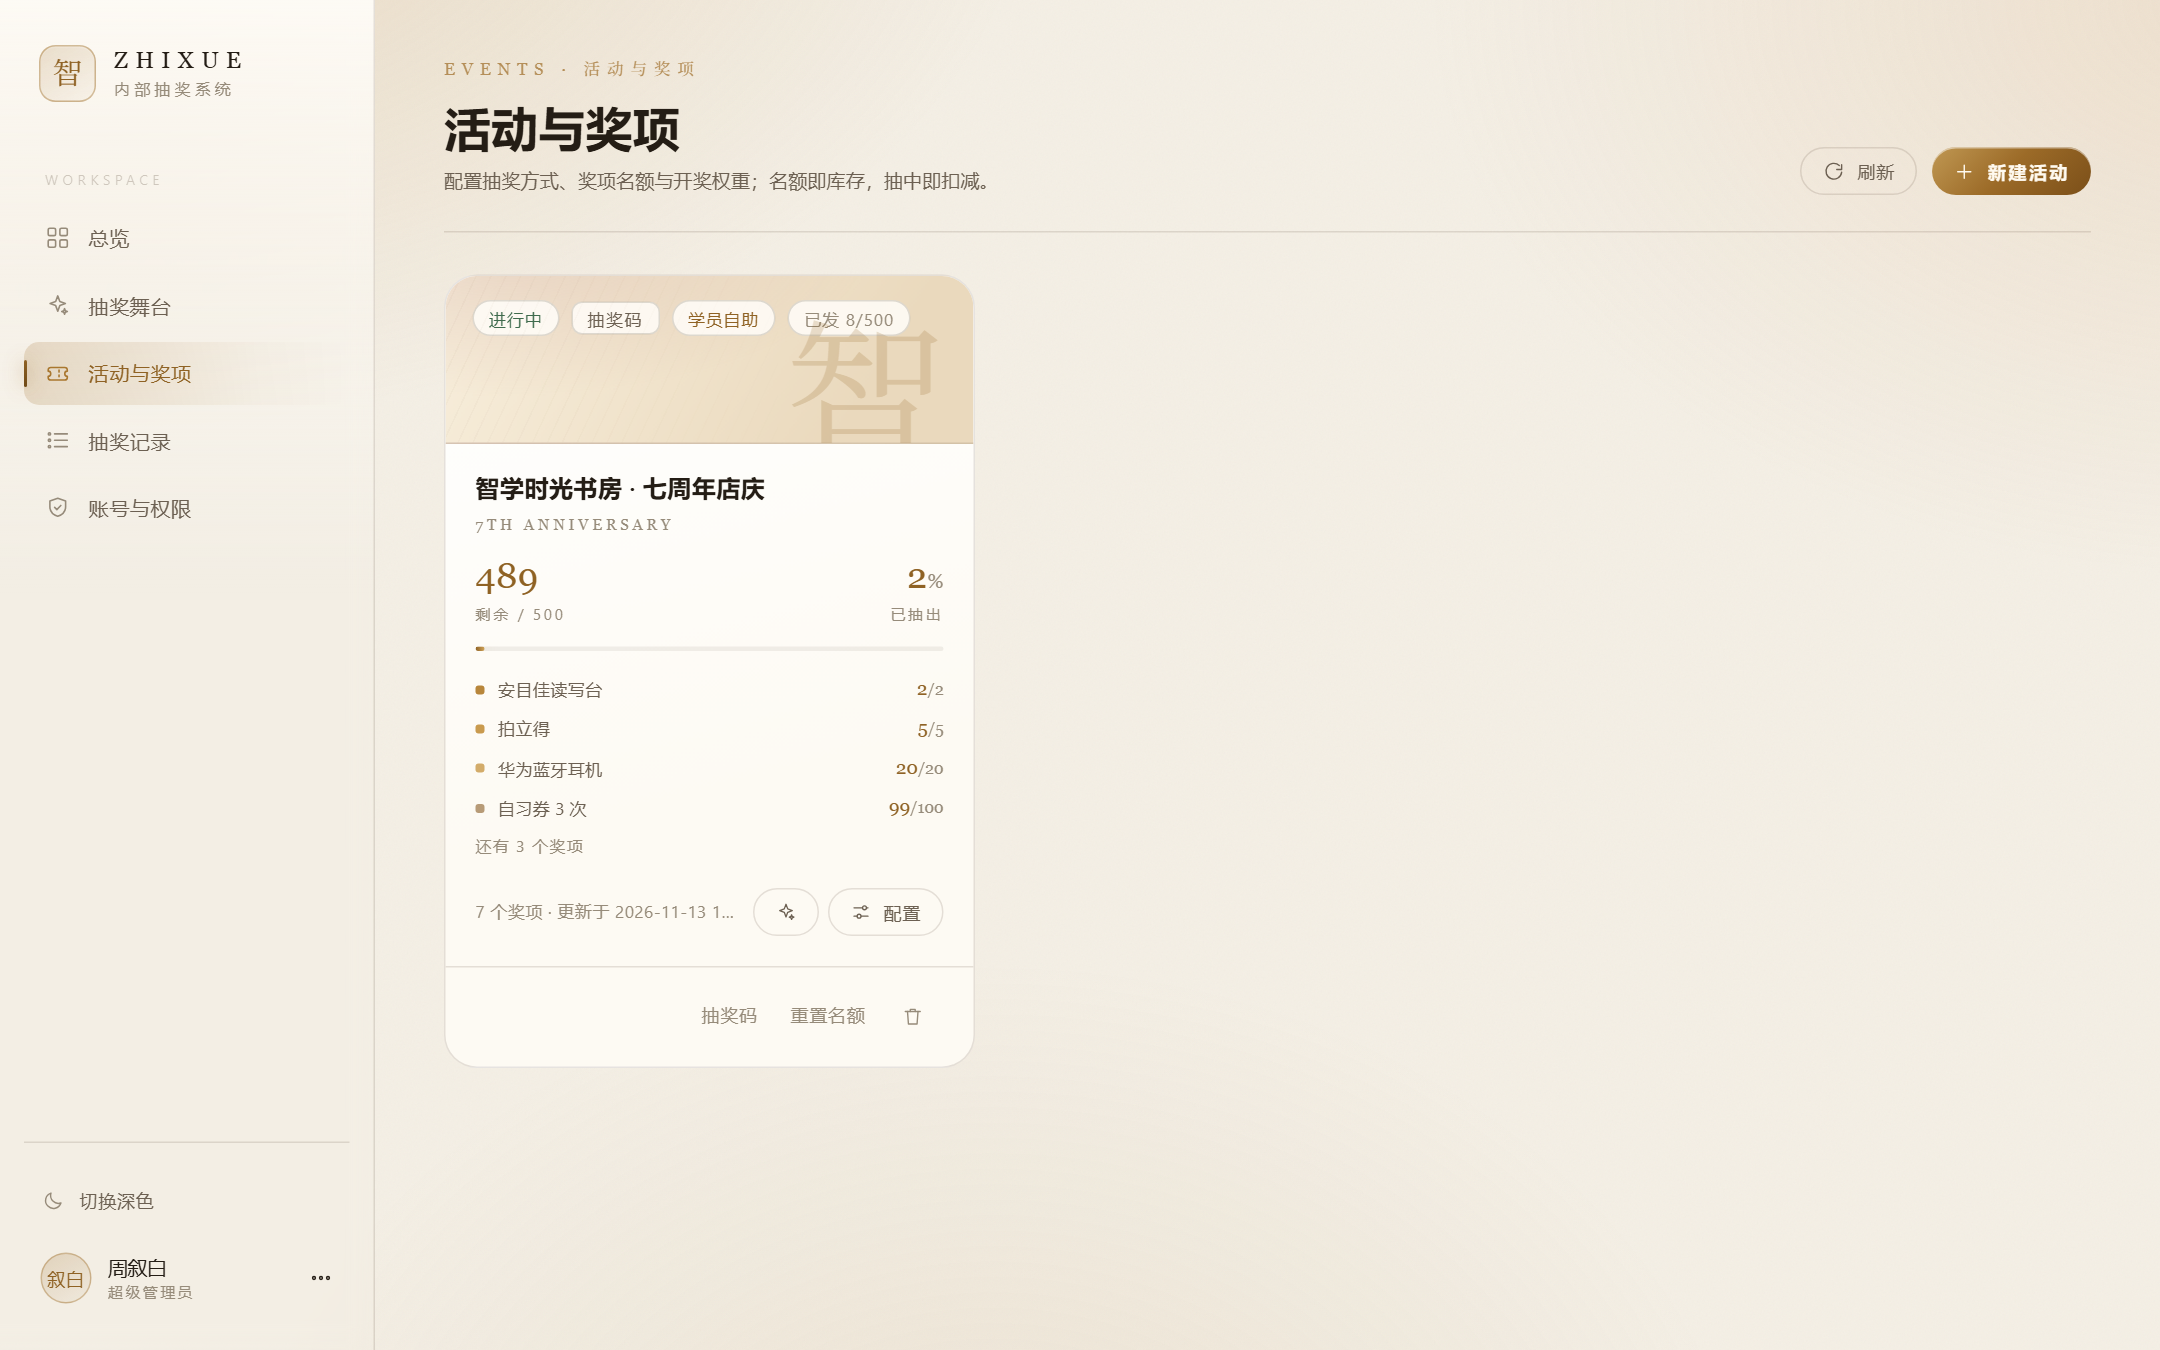 智
ZHIXUE
内部抽奖系统
WORKSPACE
总览
抽奖舞台
活动与奖项
抽奖记录
账号与权限
切换深色
叙白
周叙白
超级管理员
EVENTS · 活动与奖项
活动与奖项
配置抽奖方式、奖项名额与开奖权重；名额即库存，抽中即扣减。
刷新
新建活动
进行中 抽奖码 学员自助 已发 8/500
智
智学时光书房 · 七周年店庆
7TH ANNIVERSARY
489 2%
剩余 / 500 已抽出
安目佳读写台 2/2
拍立得 5/5
华为蓝牙耳机 20/20
自习券 3 次 99/100
还有 3 个奖项
7 个奖项 · 更新于 2026-11-13 1... 配置
抽奖码 重置名额